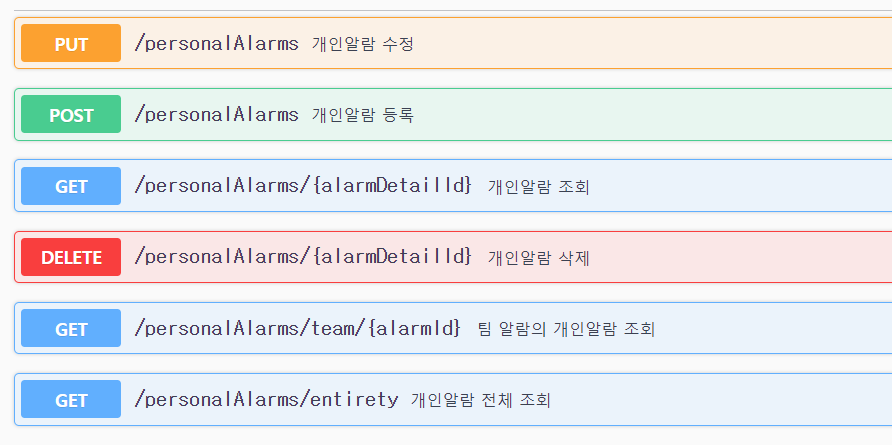 PUT /personalAlarms 개인알람 수정
POST /personalAlarms 개인알람 등록
GET /personalAlarms/{alarmDetailId} 개인알람 조회
DELETE /personalAlarms/{alarmDetailId} 개인알람 삭제
GET /personalAlarms/team/{alarmId} 팀 알람의 개인알람 조회
GET /personalAlarms/entirety 개인알람 전체 조회